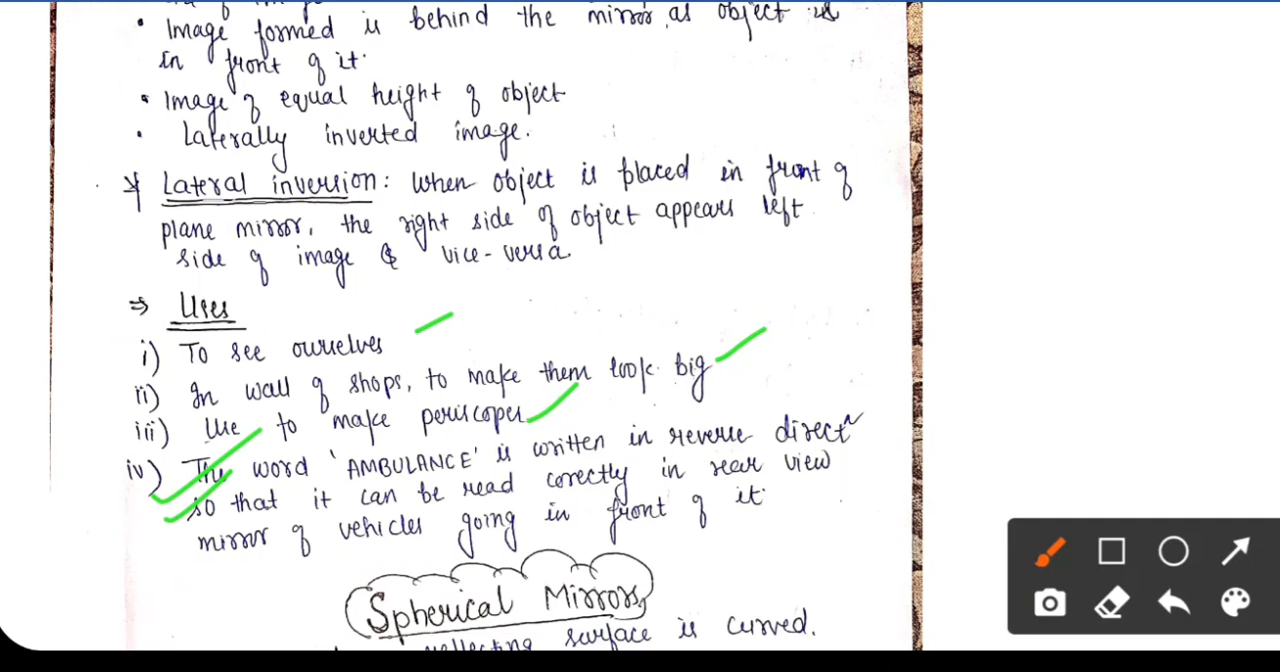 • Image formed is behind the mirror as object is
in front of it.
• Image of equal height of object
• Laterally inverted image.
Lateral inversion: When object is placed in front of
plane mirror, the right side of object appears left
side of image & vice-versa.
⇒ Uses
i) To see ourselves
ii) In wall of shops, to make them look big
iii) Use to make periscopes
iv) The word 'AMBULANCE' is written in reverse directn
so that it can be read correctly in rear view
mirror of vehicles going in front of it.
Spherical Mirrors
reflecting surface is curved.